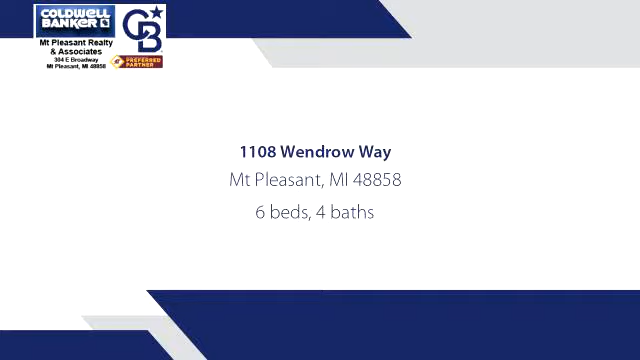 COLDWELL
BANKER
CB
Mt Pleasant Realty
& Associates
304 E Broadway
Mt Pleasant, MI 48858
PREFERRED
PARTNER
1108 Wendrow Way
Mt Pleasant, MI 48858
6 beds, 4 baths